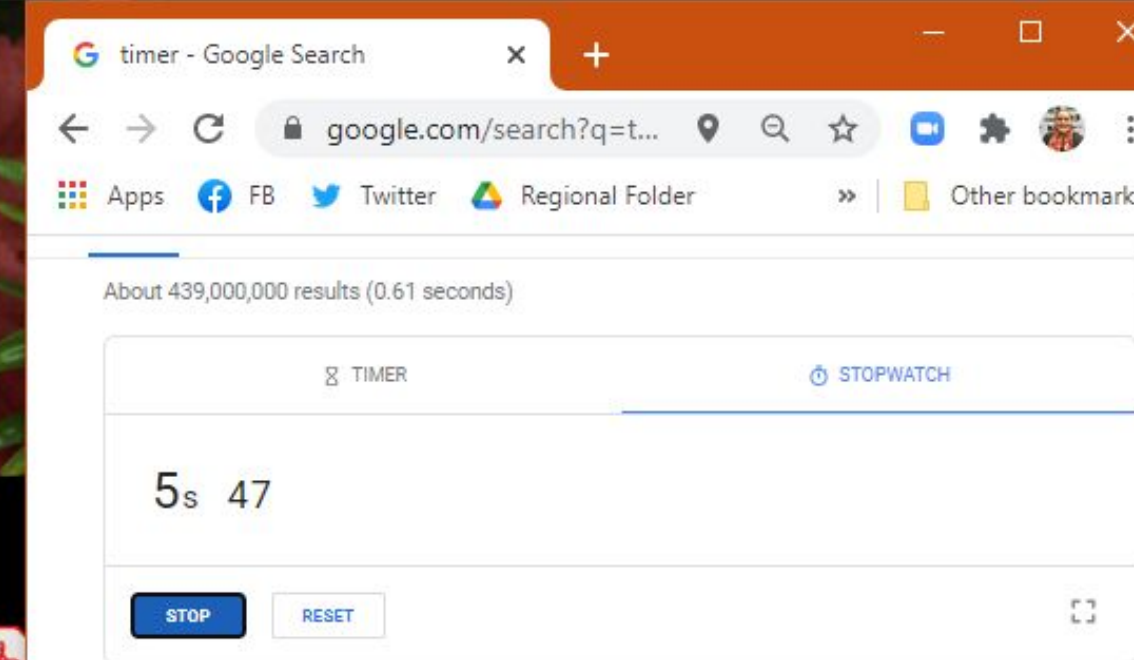 timer - Google Search
google.com/search?q=t...
Apps FB Twitter Regional Folder » Other bookmark
About 439,000,000 results (0.61 seconds)
TIMER STOPWATCH
5s 47
STOP RESET